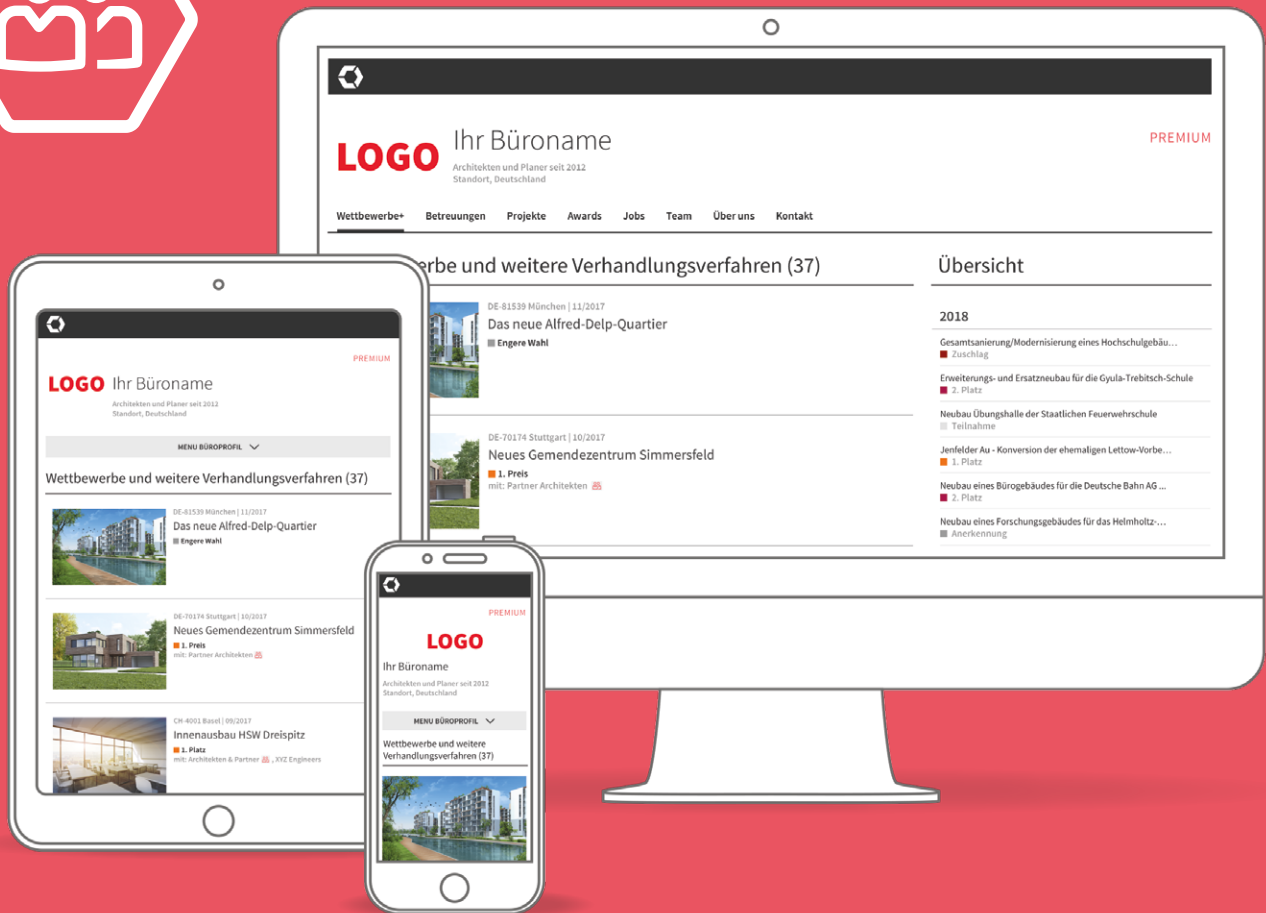 LOGO
Ihr Büroname
Architekten und Planer seit 2012
Standort, Deutschland
PREMIUM
Wettbewerbe+ Betreuungen Projekte Awards Jobs Team Über uns Kontakt
erbe und weitere Verhandlungsverfahren (37)
DE-81539 München | 11/2017
Das neue Alfred-Delp-Quartier
Engere Wahl
DE-70174 Stuttgart | 10/2017
Neues Gemendezentrum Simmersfeld
1. Preis
mit: Partner Architekten
Übersicht
2018
Gesamtsanierung/Modernisierung eines Hochschulgebäu...
Zuschlag
Erweiterungs- und Ersatzneubau für die Gyula-Trebitsch-Schule
2. Platz
Neubau Übungshalle der Staatlichen Feuerwehrschule
Teilnahme
Jenfelder Au - Konversion der ehemaligen Lettow-Vorbe...
1. Platz
Neubau eines Bürogebäudes für die Deutsche Bahn AG ...
2. Platz
Neubau eines Forschungsgebäudes für das Helmholtz-...
Anerkennung
PREMIUM
LOGO Ihr Büroname
Architekten und Planer seit 2012
Standort, Deutschland
MENU BÜROPROFIL
Wettbewerbe und weitere Verhandlungsverfahren (37)
DE-81539 München | 11/2017
Das neue Alfred-Delp-Quartier
Engere Wahl
DE-70174 Stuttgart | 10/2017
Neues Gemendezentrum Simmersfeld
1. Preis
mit: Partner Architekten
CH-4001 Basel | 09/2017
Innenausbau HSW Dreispitz
1. Platz
mit: Architekten & Partner , XYZ Engineers
PREMIUM
LOGO
Ihr Büroname
Architekten und Planer seit 2012
Standort, Deutschland
MENU BÜROPROFIL
Wettbewerbe und weitere
Verhandlungsverfahren (37)